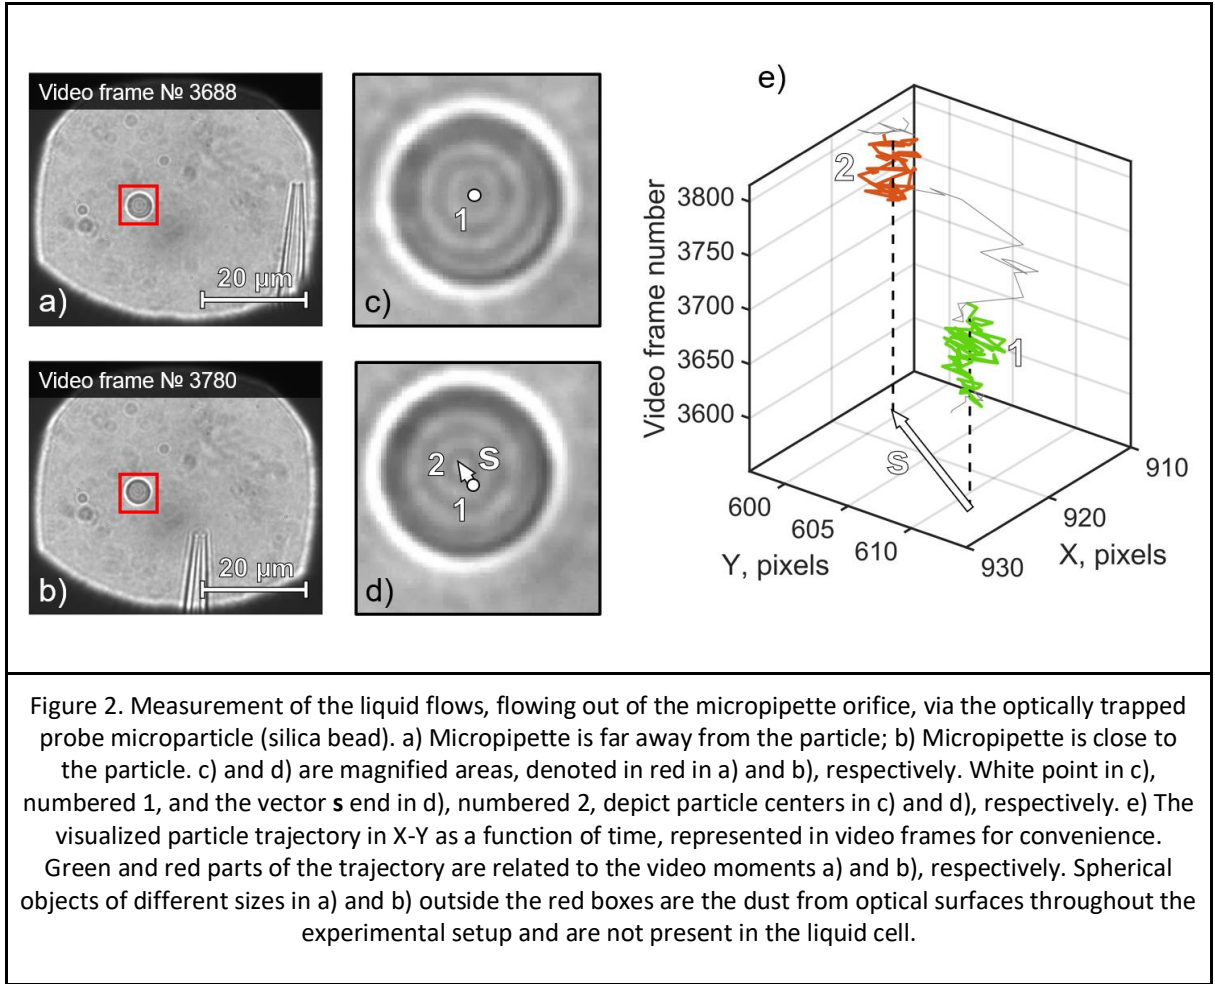 Video frame № 3688
a)
20 µm
c)
1
Video frame № 3780
b)
20 µm
d)
2
S
1
e)
Video frame number
3800
3750
3700
3650
3600
2
1
S
600
605
610
Y, pixels
910
920
930
X, pixels
Figure 2. Measurement of the liquid flows, flowing out of the micropipette orifice, via the optically trapped
probe microparticle (silica bead). a) Micropipette is far away from the particle; b) Micropipette is close to
the particle. c) and d) are magnified areas, denoted in red in a) and b), respectively. White point in c),
numbered 1, and the vector s end in d), numbered 2, depict particle centers in c) and d), respectively. e) The
visualized particle trajectory in X-Y as a function of time, represented in video frames for convenience.
Green and red parts of the trajectory are related to the video moments a) and b), respectively. Spherical
objects of different sizes in a) and b) outside the red boxes are the dust from optical surfaces throughout the
experimental setup and are not present in the liquid cell.